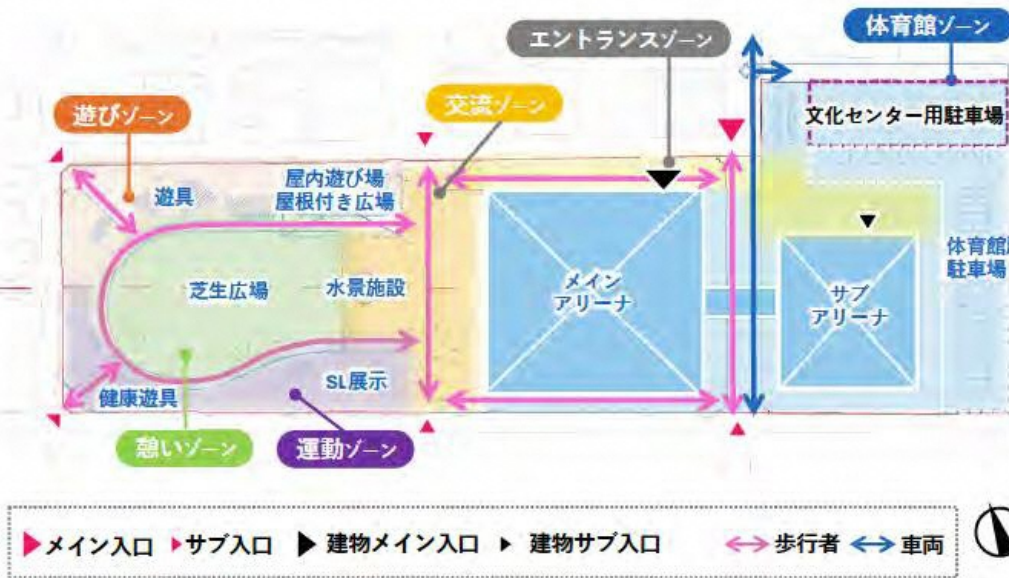 体育館ゾーン
エントランスゾーン
文化センター用駐車場
遊びゾーン
交流ゾーン
遊具
屋内遊び場
屋根付き広場
芝生広場
水景施設
メイン
アリーナ
サブ
アリーナ
体育館
駐車場
健康遊具
SL展示
憩いゾーン
運動ゾーン
メイン入口
サブ入口
建物メイン入口
建物サブ入口
歩行者
車両